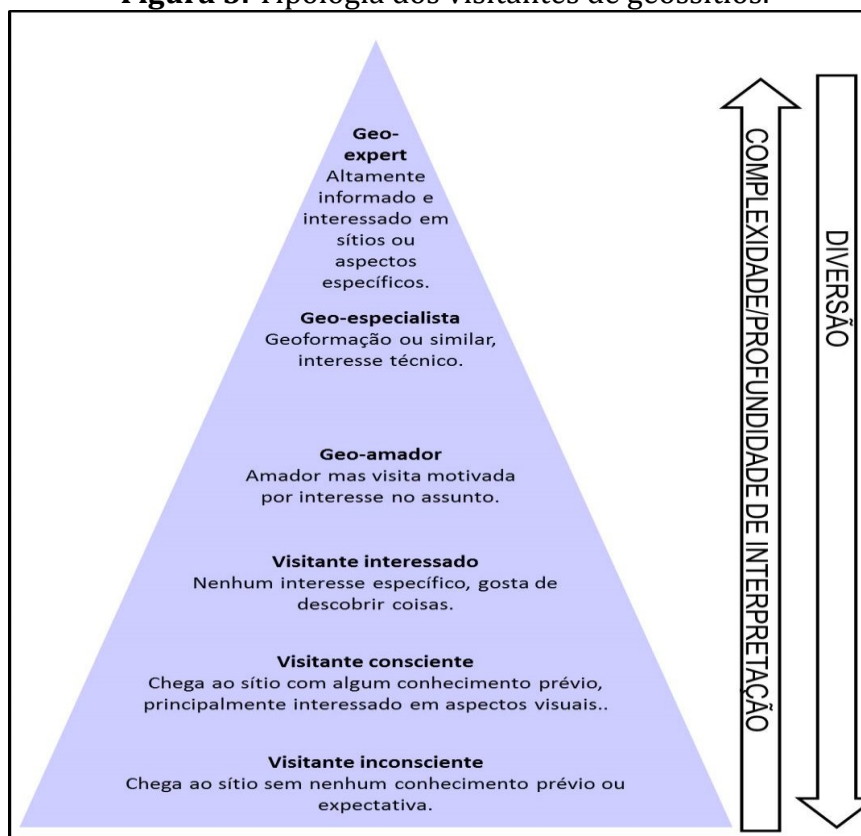 Figura 3. Tipologia dos visitantes de geossítios.
Geo-
expert
Altamente
informado e
interessado em
sítios ou
aspectos
específicos.
Geo-especialista
Geoformação ou similar,
interesse técnico.
Geo-amador
Amador mas visita motivada
por interesse no assunto.
Visitante interessado
Nenhum interesse específico, gosta de
descobrir coisas.
Visitante consciente
Chega ao sítio com algum conhecimento prévio,
principalmente interessado em aspectos visuais..
Visitante inconsciente
Chega ao sítio sem nenhum conhecimento prévio ou
expectativa.
COMPLEXIDADE/PROFUNDIDADE DE INTERPRETAÇÃO
DIVERSÃO